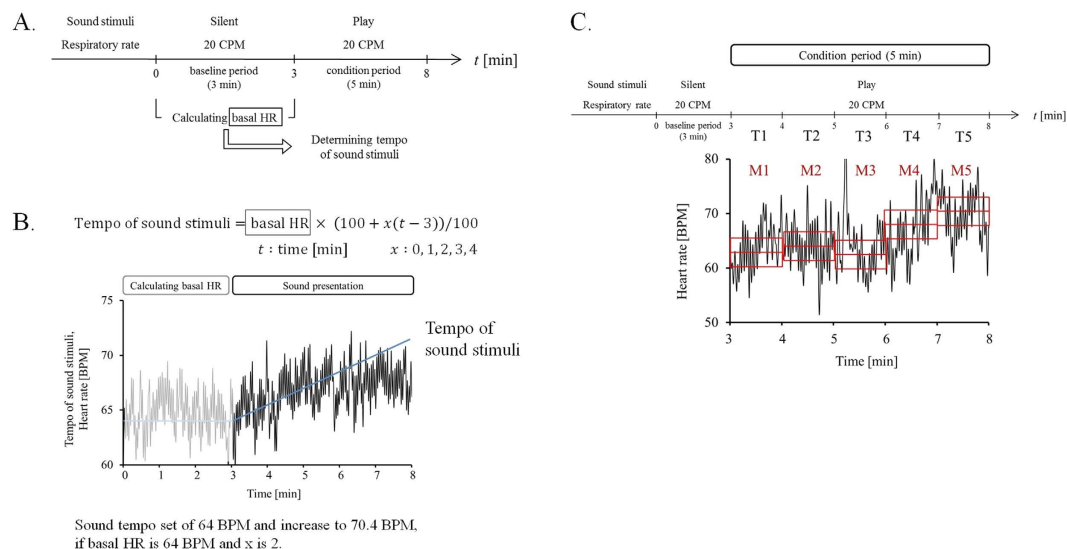 A.
Sound stimuli Silent Play
Respiratory rate 20 CPM 20 CPM
t [min]
0 baseline period 3 condition period 8
(3 min) (5 min)
Calculating basal HR
Determining tempo
of sound stimuli
B.
Tempo of sound stimuli = basal HR × (100 + x(t − 3))/100
t : time [min] x : 0, 1, 2, 3, 4
Calculating basal HR Sound presentation
75
70
65
60
Tempo of sound stimuli,
Heart rate [BPM]
Tempo of
sound stimuli
0 1 2 3 4 5 6 7 8
Time [min]
Sound tempo set of 64 BPM and increase to 70.4 BPM,
if basal HR is 64 BPM and x is 2.
C.
Condition period (5 min)
Sound stimuli Silent Play
Respiratory rate 20 CPM 20 CPM
t [min]
0 baseline period 3 4 5 6 7 8
(3 min)
T1 T2 T3 T4 T5
M1 M2 M3 M4 M5
80
70
60
50
Heart rate [BPM]
3 4 5 6 7 8
Time [min]